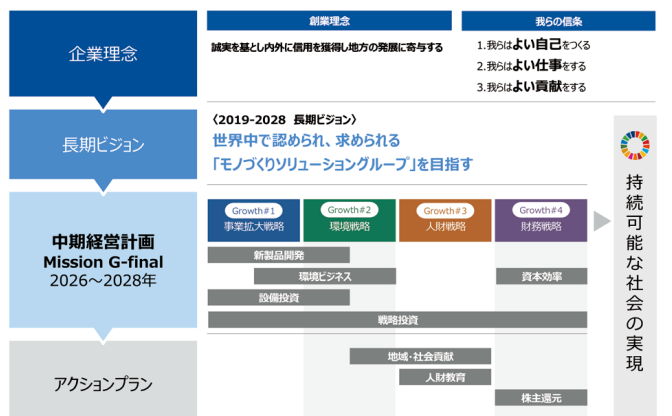 企業理念
創業理念
誠実を基とし内外に信用を獲得し地方の発展に寄与する
我らの信条
1.我らはよい自己をつくる
2.我らはよい仕事をする
3.我らはよい貢献をする
長期ビジョン
〈2019-2028 長期ビジョン〉
世界中で認められ、求められる
「モノづくりソリューショングループ」を目指す
中期経営計画
Mission G-final
2026～2028年
Growth#1
事業拡大戦略
Growth#2
環境戦略
Growth#3
人財戦略
Growth#4
財務戦略
新製品開発
環境ビジネス
資本効率
設備投資
戦略投資
アクションプラン
地域・社会貢献
人財教育
株主還元
持続可能な社会の実現